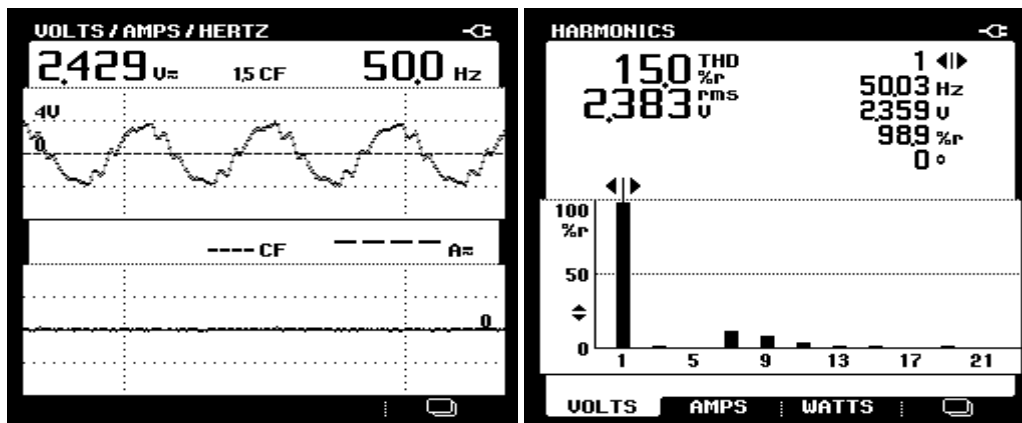 VOLTS / AMPS / HERTZ
2.429 V≂ 1.5 CF 50.0 Hz
4V
0
---- CF ---- A≂
0
HARMONICS
15.0 THD %r
2.383 rms V
1
50.03 Hz
2.359 V
98.9 %r
0 °
100
%r
50
0
1 5 9 13 17 21
VOLTS AMPS WATTS